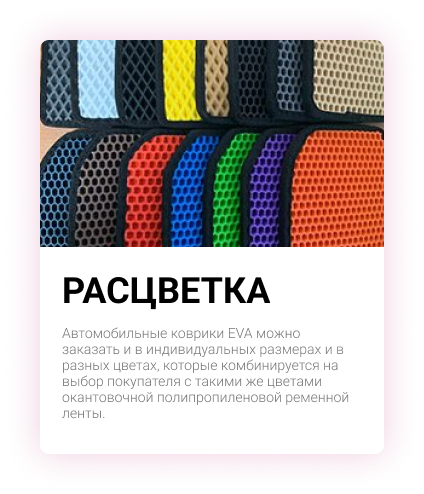 РАСЦВЕТКА
Автомобильные коврики EVA можно
заказать и в индивидуальных размерах и в
разных цветах, которые комбинируется на
выбор покупателя с такими же цветами
окантовочной полипропиленовой ременной
ленты.